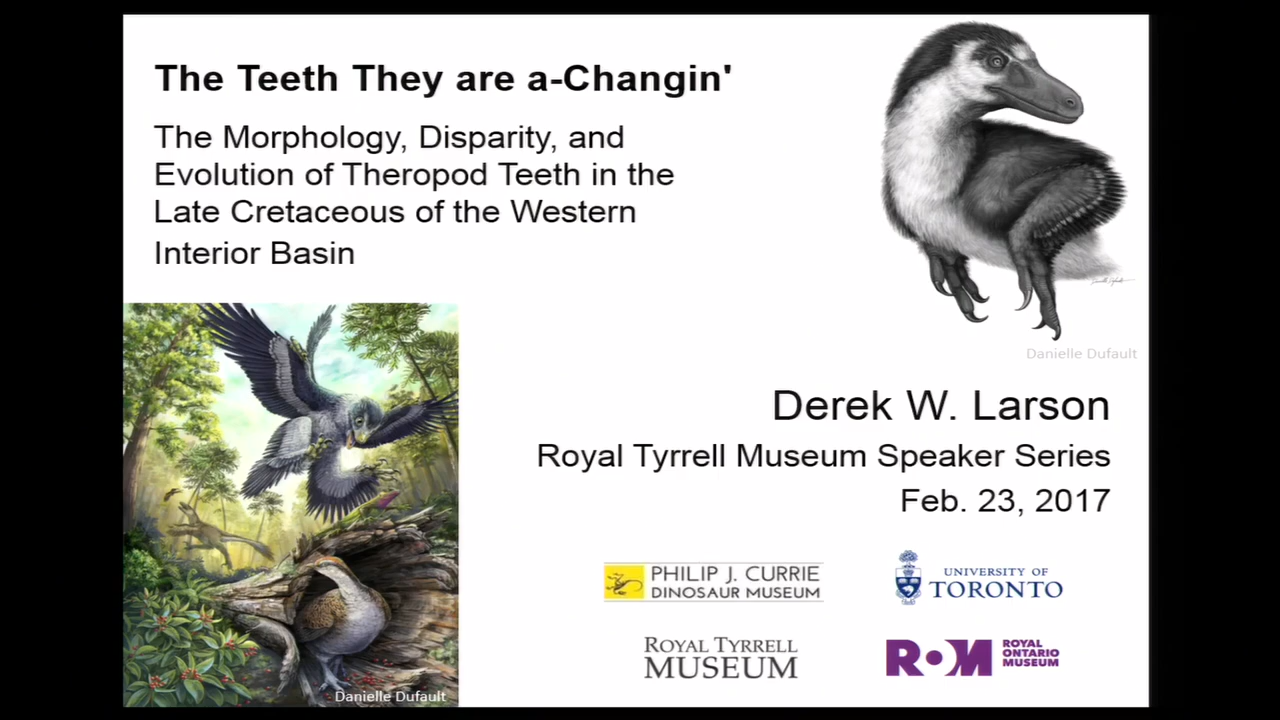 The Teeth They are a-Changin'
The Morphology, Disparity, and
Evolution of Theropod Teeth in the
Late Cretaceous of the Western
Interior Basin
Danielle Dufault
Derek W. Larson
Royal Tyrrell Museum Speaker Series
Feb. 23, 2017
PHILIP J. CURRIE
DINOSAUR MUSEUM
UNIVERSITY OF
TORONTO
ROYAL TYRRELL
MUSEUM
ROM
ROYAL
ONTARIO
MUSEUM
Danielle Dufault